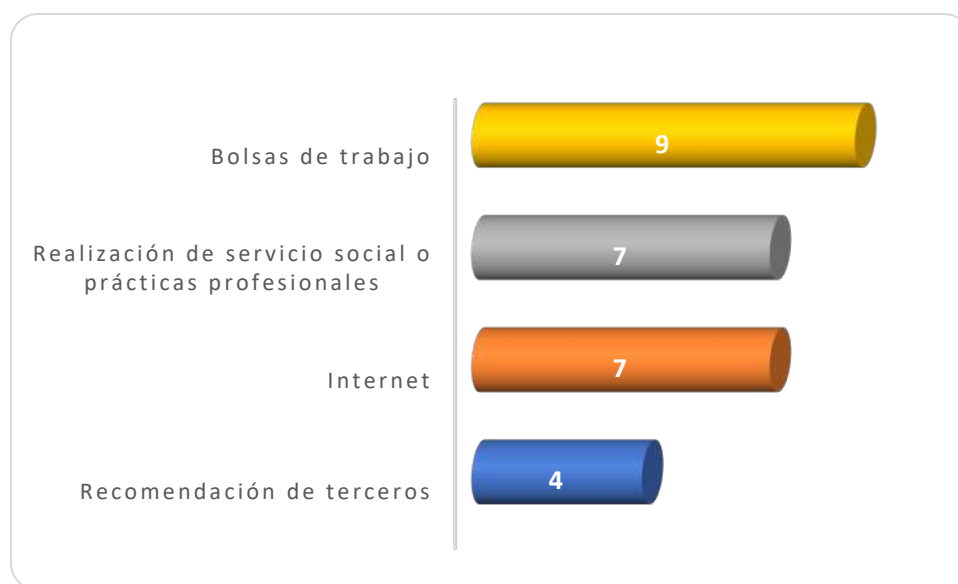 Bolsas de trabajo
9
Realización de servicio social o
prácticas profesionales
7
Internet
7
Recomendación de terceros
4